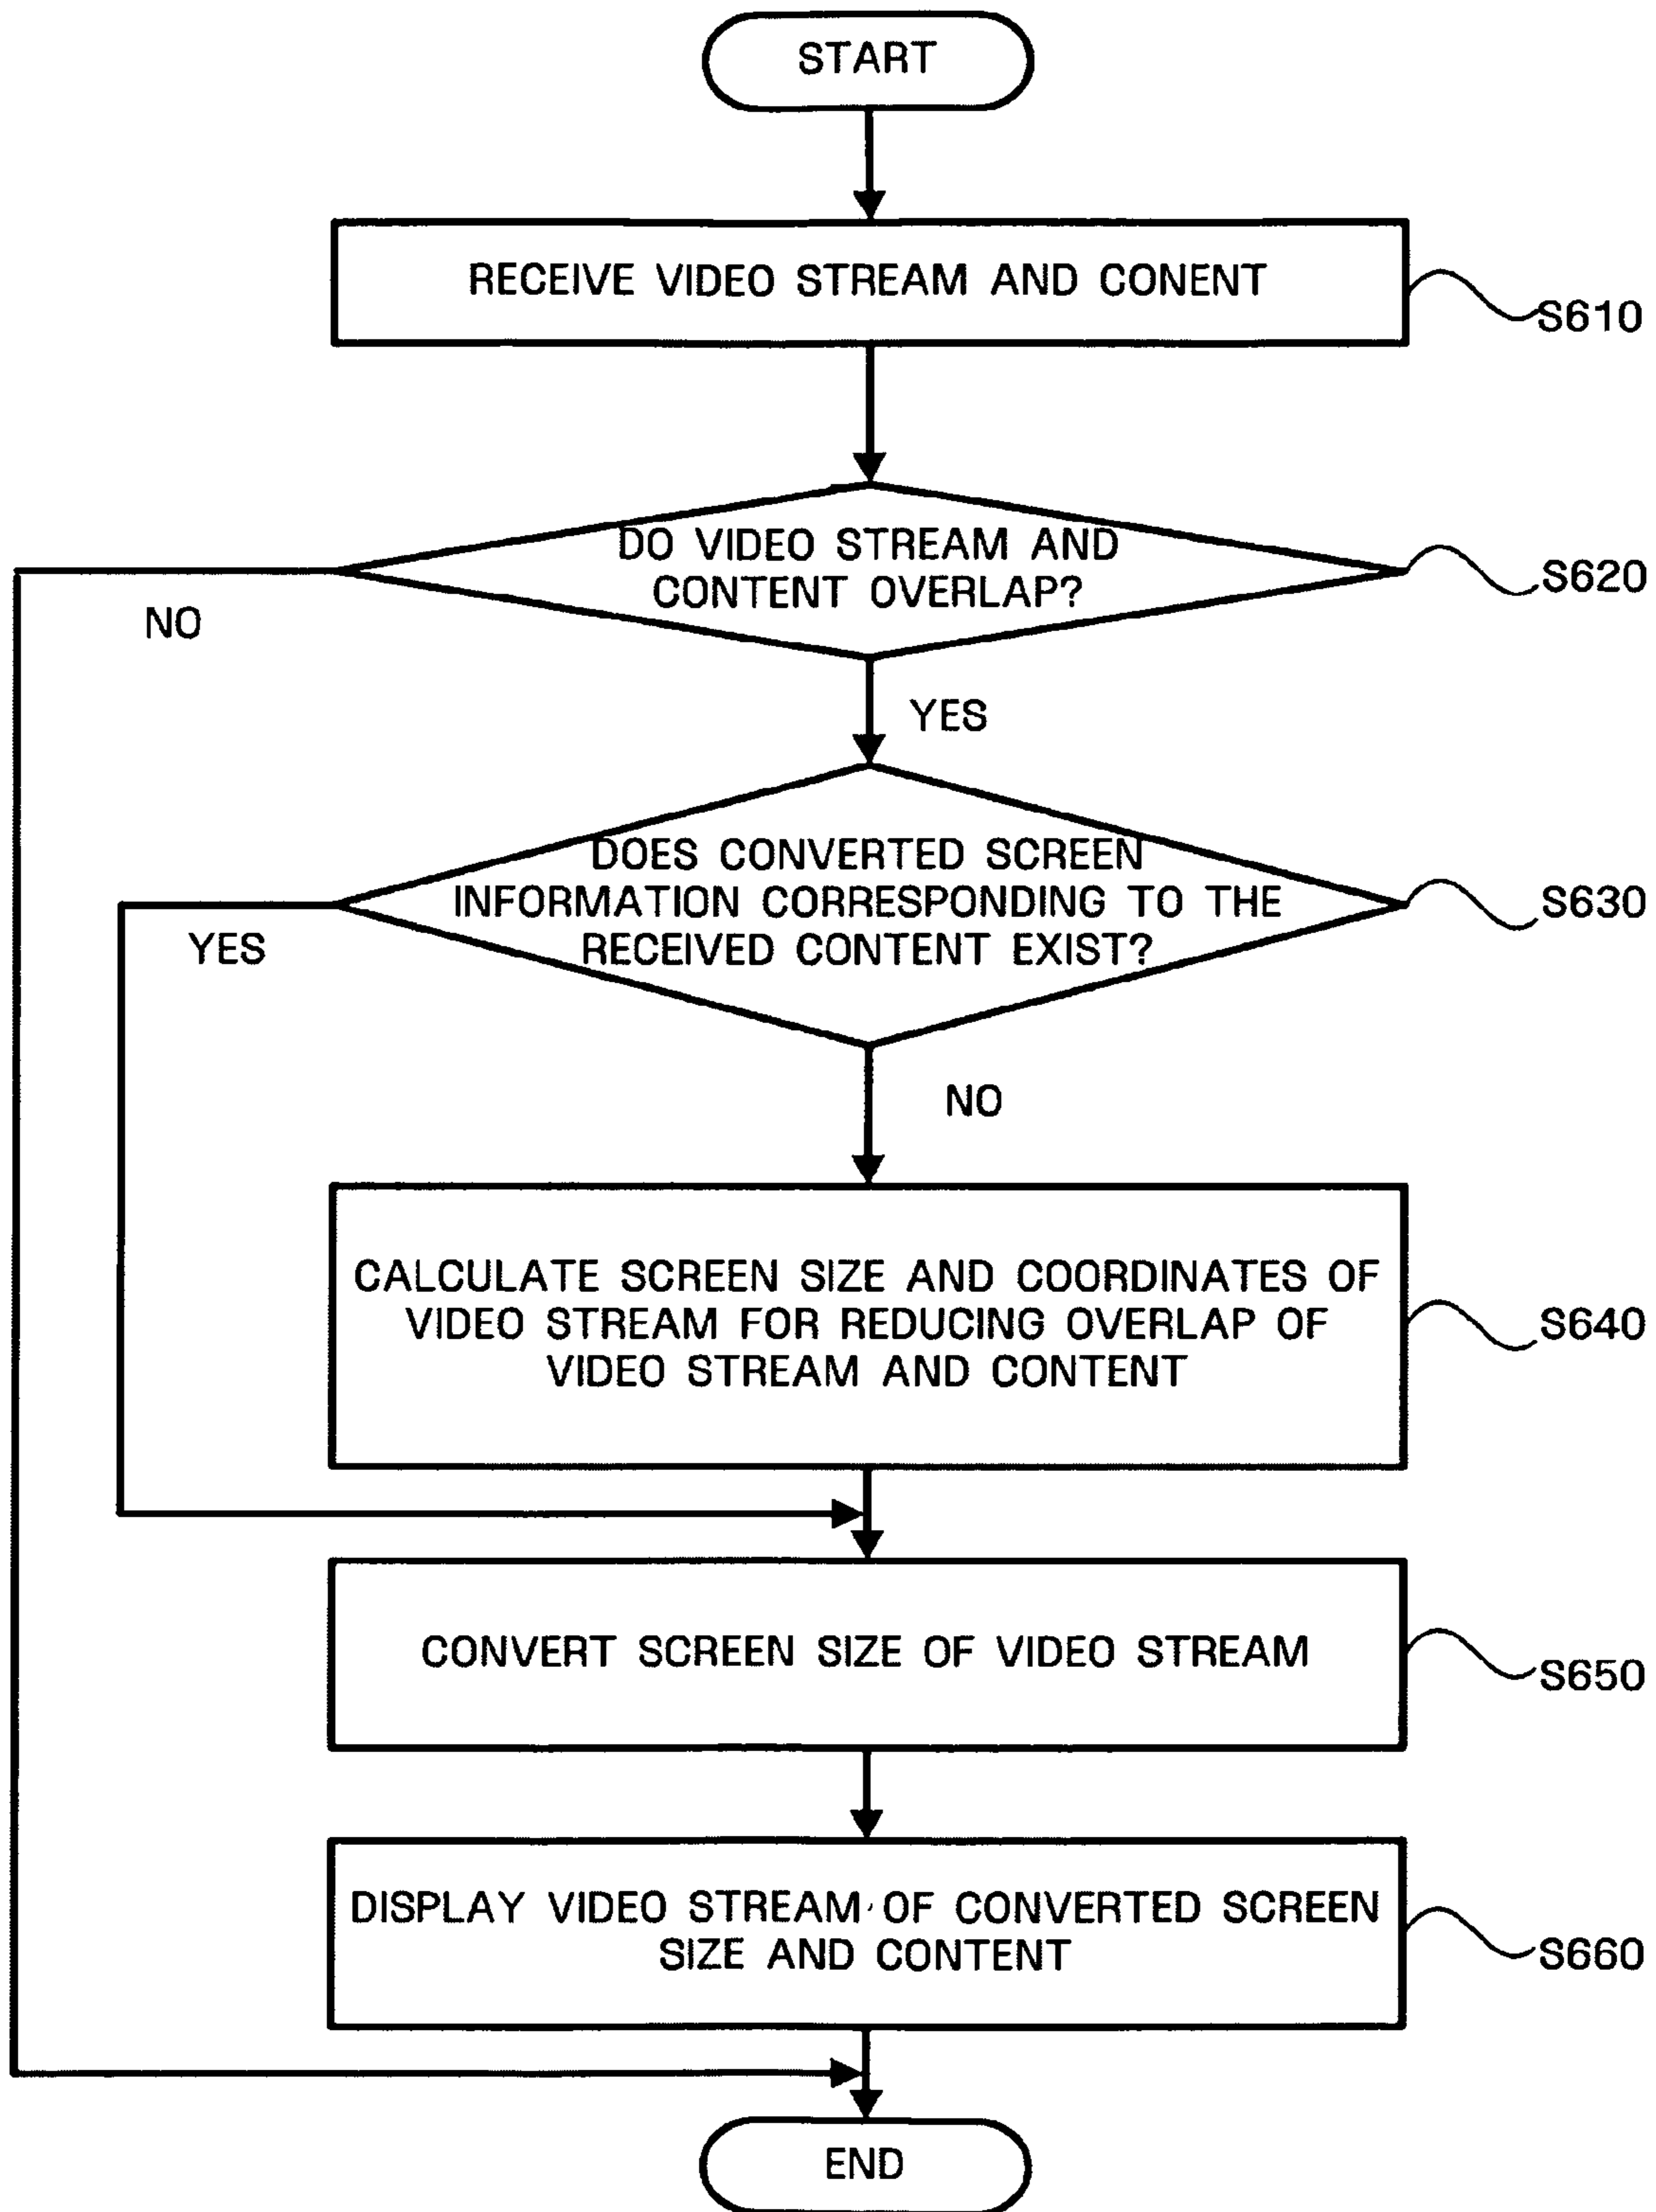 START
RECEIVE VIDEO STREAM AND CONENT
S610
DO VIDEO STREAM AND
CONTENT OVERLAP?
S620
NO
YES
DOES CONVERTED SCREEN
INFORMATION CORRESPONDING TO THE
RECEIVED CONTENT EXIST?
S630
YES
NO
CALCULATE SCREEN SIZE AND COORDINATES OF
VIDEO STREAM FOR REDUCING OVERLAP OF
VIDEO STREAM AND CONTENT
S640
CONVERT SCREEN SIZE OF VIDEO STREAM
S650
DISPLAY VIDEO STREAM OF CONVERTED SCREEN
SIZE AND CONTENT
S660
END